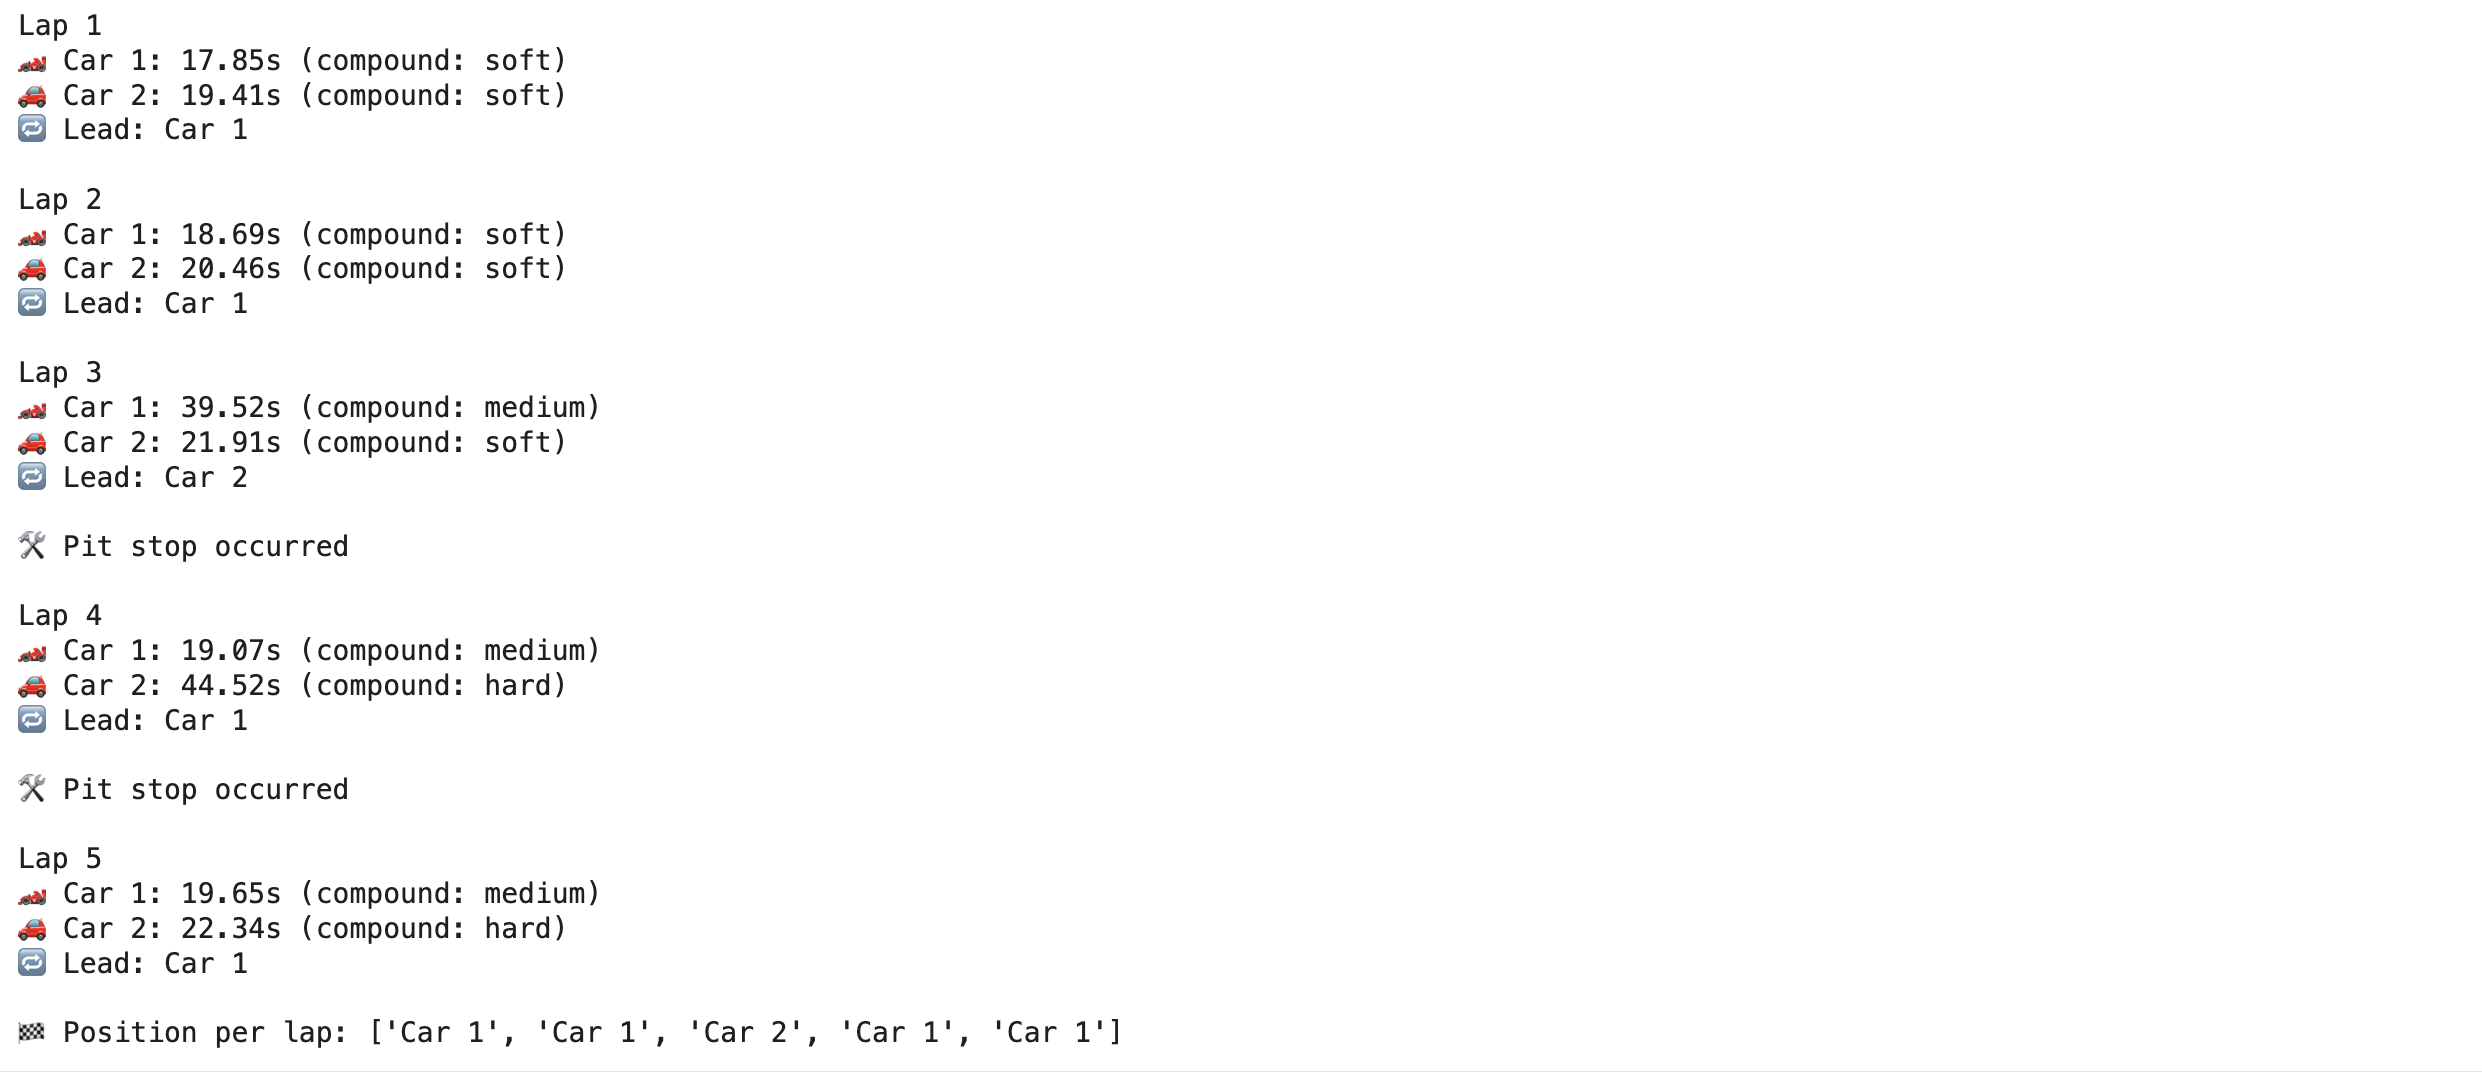 Lap 1
🏎️ Car 1: 17.85s (compound: soft)
🚗 Car 2: 19.41s (compound: soft)
🔁 Lead: Car 1
Lap 2
🏎️ Car 1: 18.69s (compound: soft)
🚗 Car 2: 20.46s (compound: soft)
🔁 Lead: Car 1
Lap 3
🏎️ Car 1: 39.52s (compound: medium)
🚗 Car 2: 21.91s (compound: soft)
🔁 Lead: Car 2
🛠️ Pit stop occurred
Lap 4
🏎️ Car 1: 19.07s (compound: medium)
🚗 Car 2: 44.52s (compound: hard)
🔁 Lead: Car 1
🛠️ Pit stop occurred
Lap 5
🏎️ Car 1: 19.65s (compound: medium)
🚗 Car 2: 22.34s (compound: hard)
🔁 Lead: Car 1
🏁 Position per lap: ['Car 1', 'Car 1', 'Car 2', 'Car 1', 'Car 1']